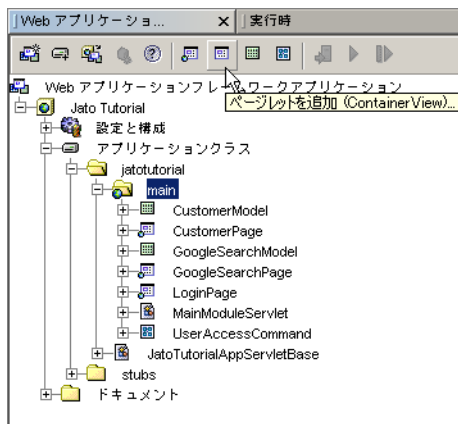 Web アプリケーショ...
実行時
Web アプリケーションフレームワークアプリケーション
ページレットを追加 (ContainerView)...
Jato Tutorial
設定と構成
アプリケーションクラス
jatotutorial
main
CustomerModel
CustomerPage
GoogleSearchModel
GoogleSearchPage
LoginPage
MainModuleServlet
UserAccessCommand
JatoTutorialAppServletBase
stubs
ドキュメント